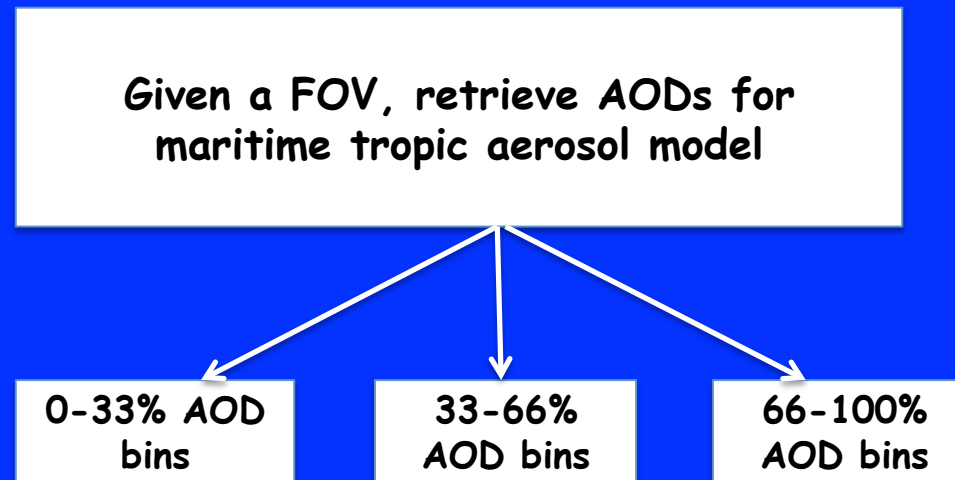 Given a FOV, retrieve AODs for
maritime tropic aerosol model
0-33% AOD
bins
33-66%
AOD bins
66-100%
AOD bins